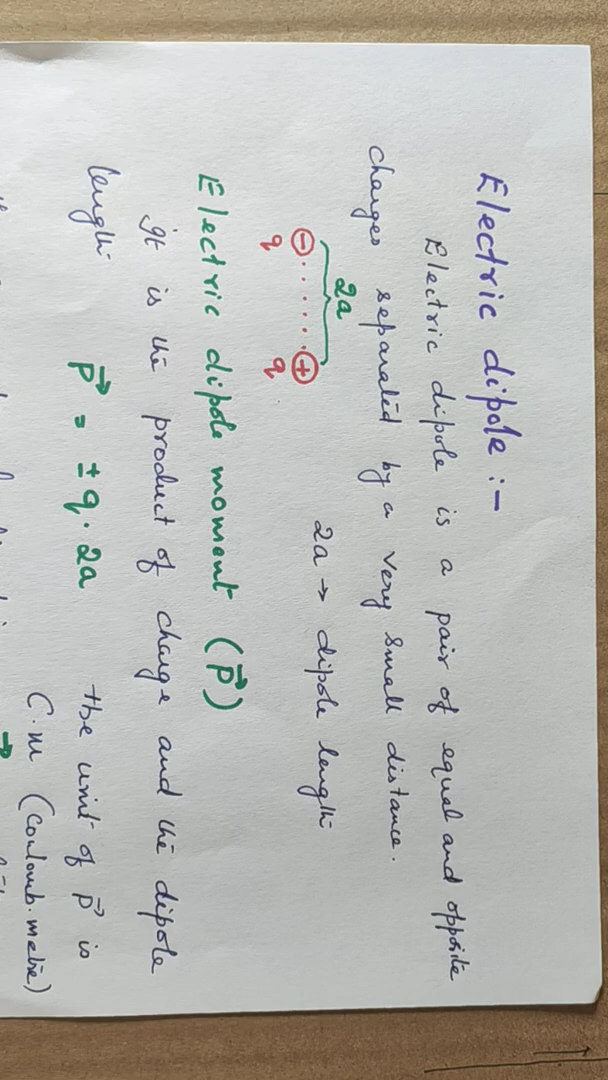 Electric dipole :-
Electric dipole is a pair of equal and opposite
charges separated by a very small distance.
2a
- +
q q
2a → dipole length
Electric dipole moment (p⃗)
It is the product of charge and the dipole
length
p⃗ = ± q · 2a the unit of p⃗ is
C.m (Coulomb.metre)